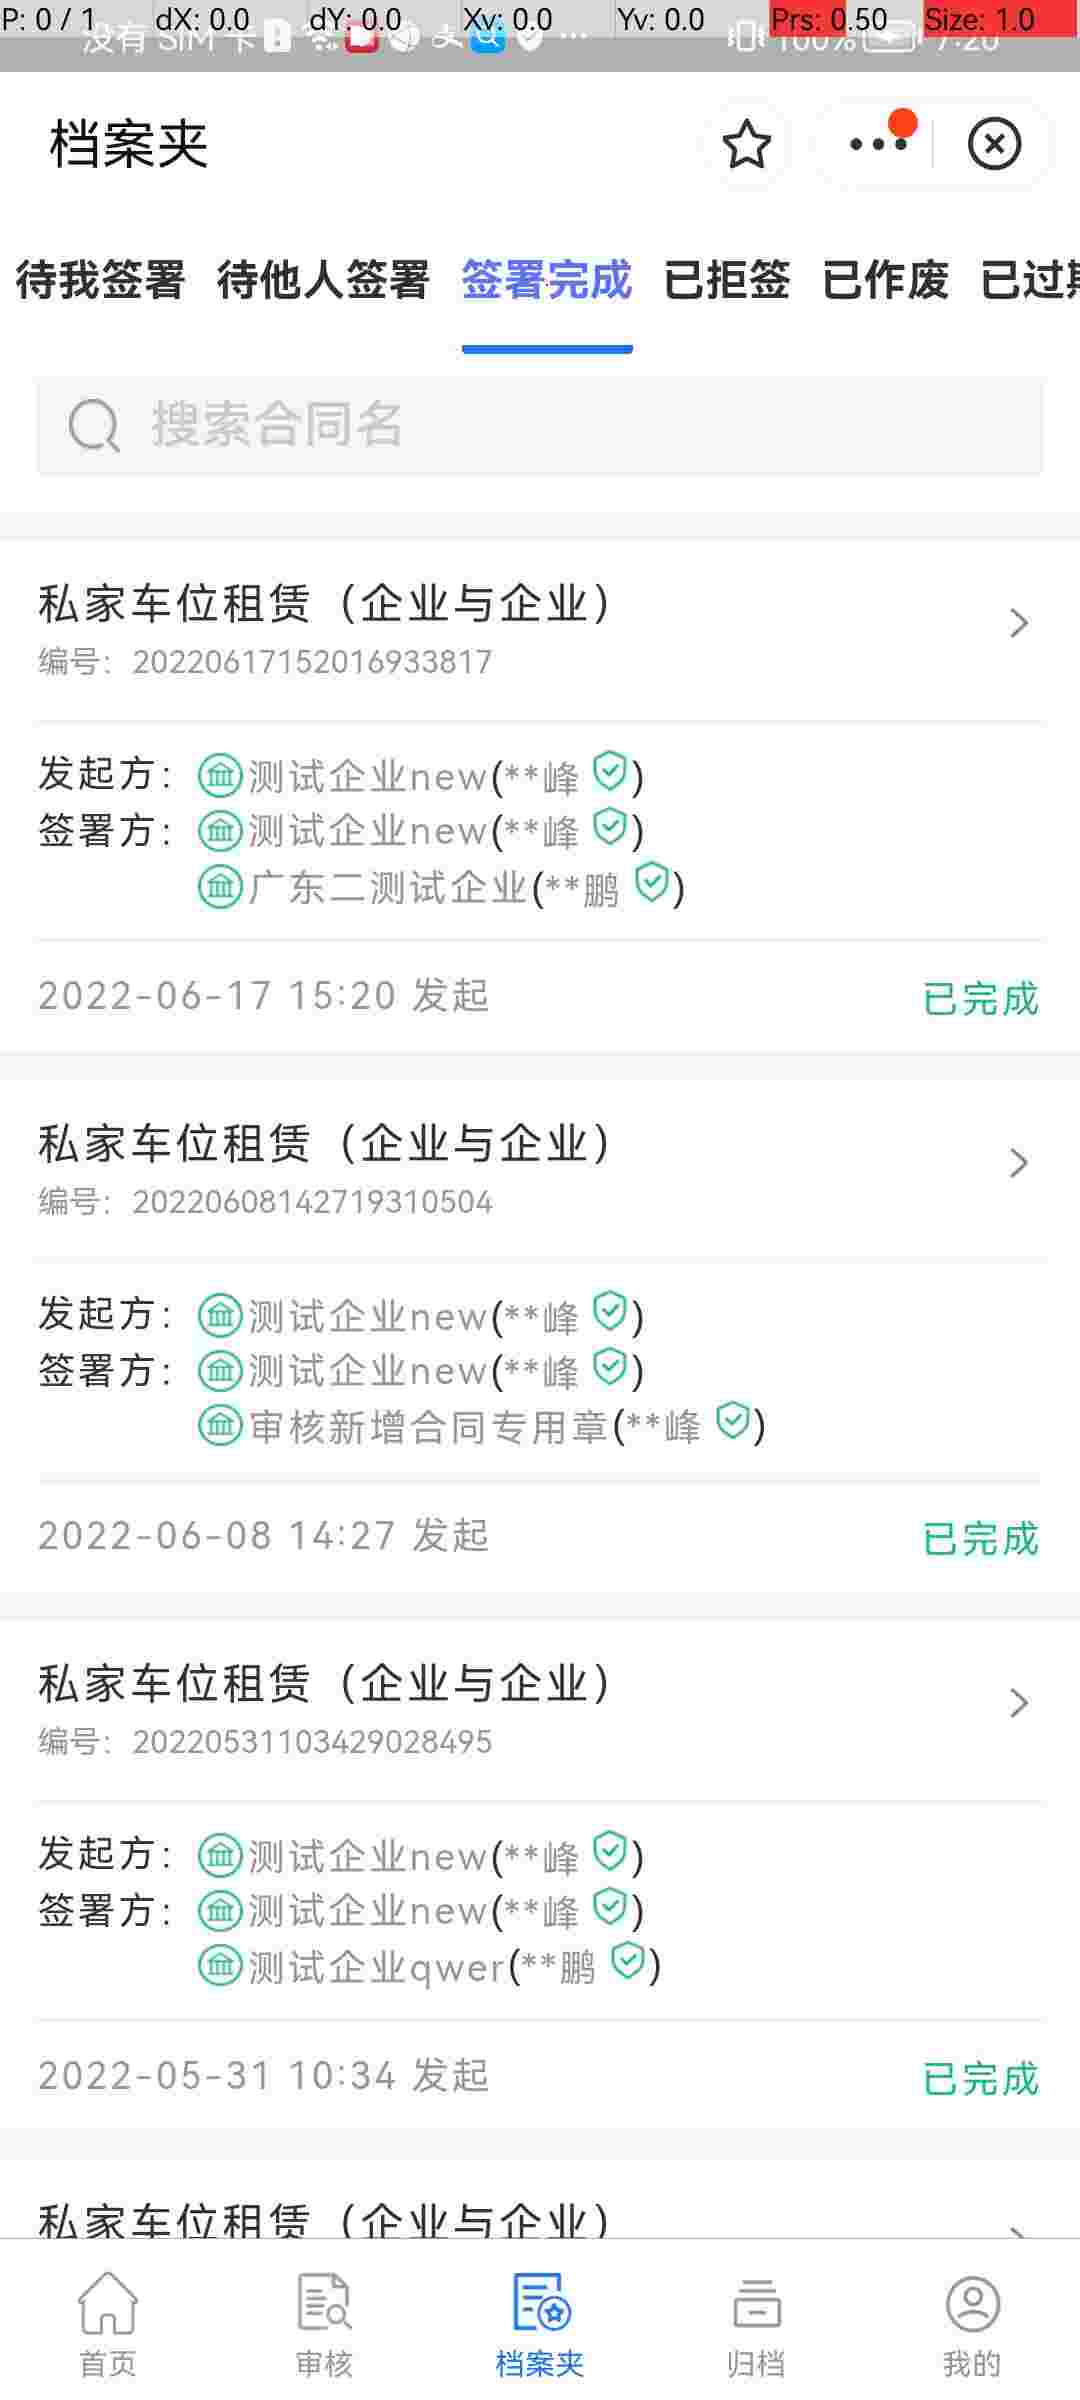 P: 0 / 1 dX: 0.0 dY: 0.0 Xv: 0.0 Yv: 0.0 Prs: 0.50 Size: 1.0
没有 SIM 卡 100% 7:20
档案夹
待我签署 待他人签署 签署完成 已拒签 已作废 已过期
搜索合同名
私家车位租赁（企业与企业）
编号：20220617152016933817
发起方：测试企业new(**峰)
签署方：测试企业new(**峰)
广东二测试企业(**鹏)
2022-06-17 15:20 发起 已完成
私家车位租赁（企业与企业）
编号：20220608142719310504
发起方：测试企业new(**峰)
签署方：测试企业new(**峰)
审核新增合同专用章(**峰)
2022-06-08 14:27 发起 已完成
私家车位租赁（企业与企业）
编号：20220531103429028495
发起方：测试企业new(**峰)
签署方：测试企业new(**峰)
测试企业qwer(**鹏)
2022-05-31 10:34 发起 已完成
私家车位租赁（企业与企业）
首页 审核 档案夹 归档 我的